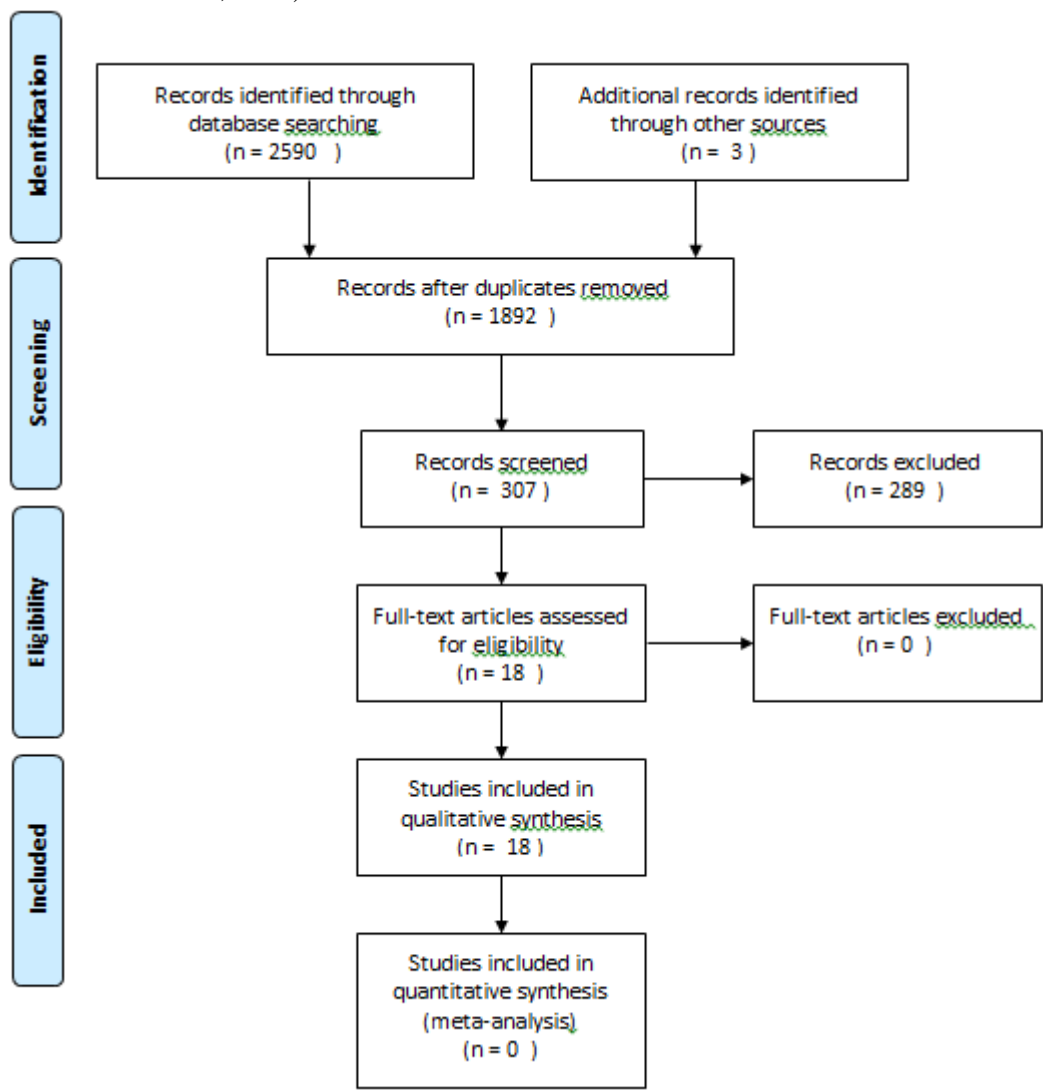 Identification
Records identified through
database searching
(n = 2590   )
Additional records identified
through other sources
(n =  3 )
Screening
Records after duplicates removed
(n = 1892  )
Records screened
(n =  307 )
Records excluded
(n = 289  )
Eligibility
Full-text articles assessed
for eligibility
(n = 18  )
Full-text articles excluded
(n = 0  )
Included
Studies included in
qualitative synthesis
(n =  18 )
Studies included in
quantitative synthesis
(meta-analysis)
(n = 0  )